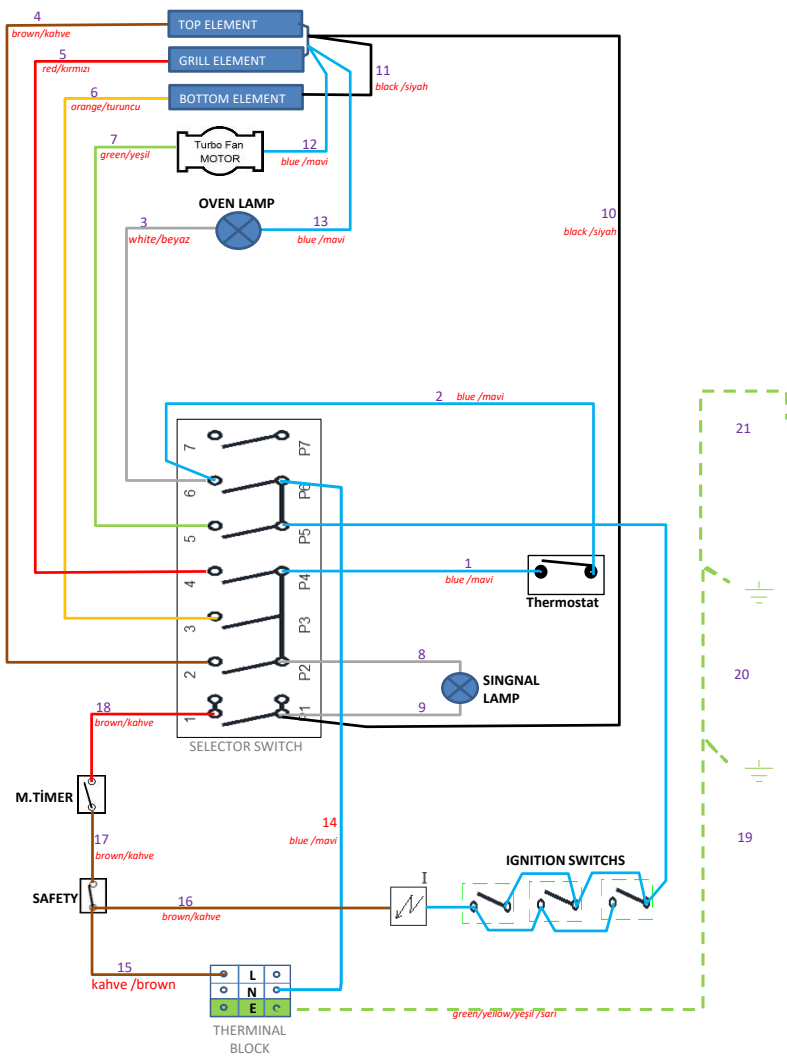 4
brown/kahve
TOP ELEMENT
5
red/kırmızı
GRILL ELEMENT
11
black /siyah
6
orange/turuncu
BOTTOM ELEMENT
7
green/yeşil
Turbo Fan
MOTOR
12
blue /mavi
OVEN LAMP
3
white/beyaz
13
blue /mavi
10
black /siyah
2 blue /mavi
21
7 P7
6 P6
5 P5
4 P4
3 P3
2 P2
1 P1
1
blue /mavi
Thermostat
8
SINGNAL
LAMP
9
20
18
brown/kahve
SELECTOR SWITCH
M.TİMER
14
blue /mavi
17
brown/kahve
19
IGNITION SWITCHS
SAFETY
16
brown/kahve
I
15
kahve /brown
L
N
E
green/yellow/yeşil /sarı
THERMINAL
BLOCK